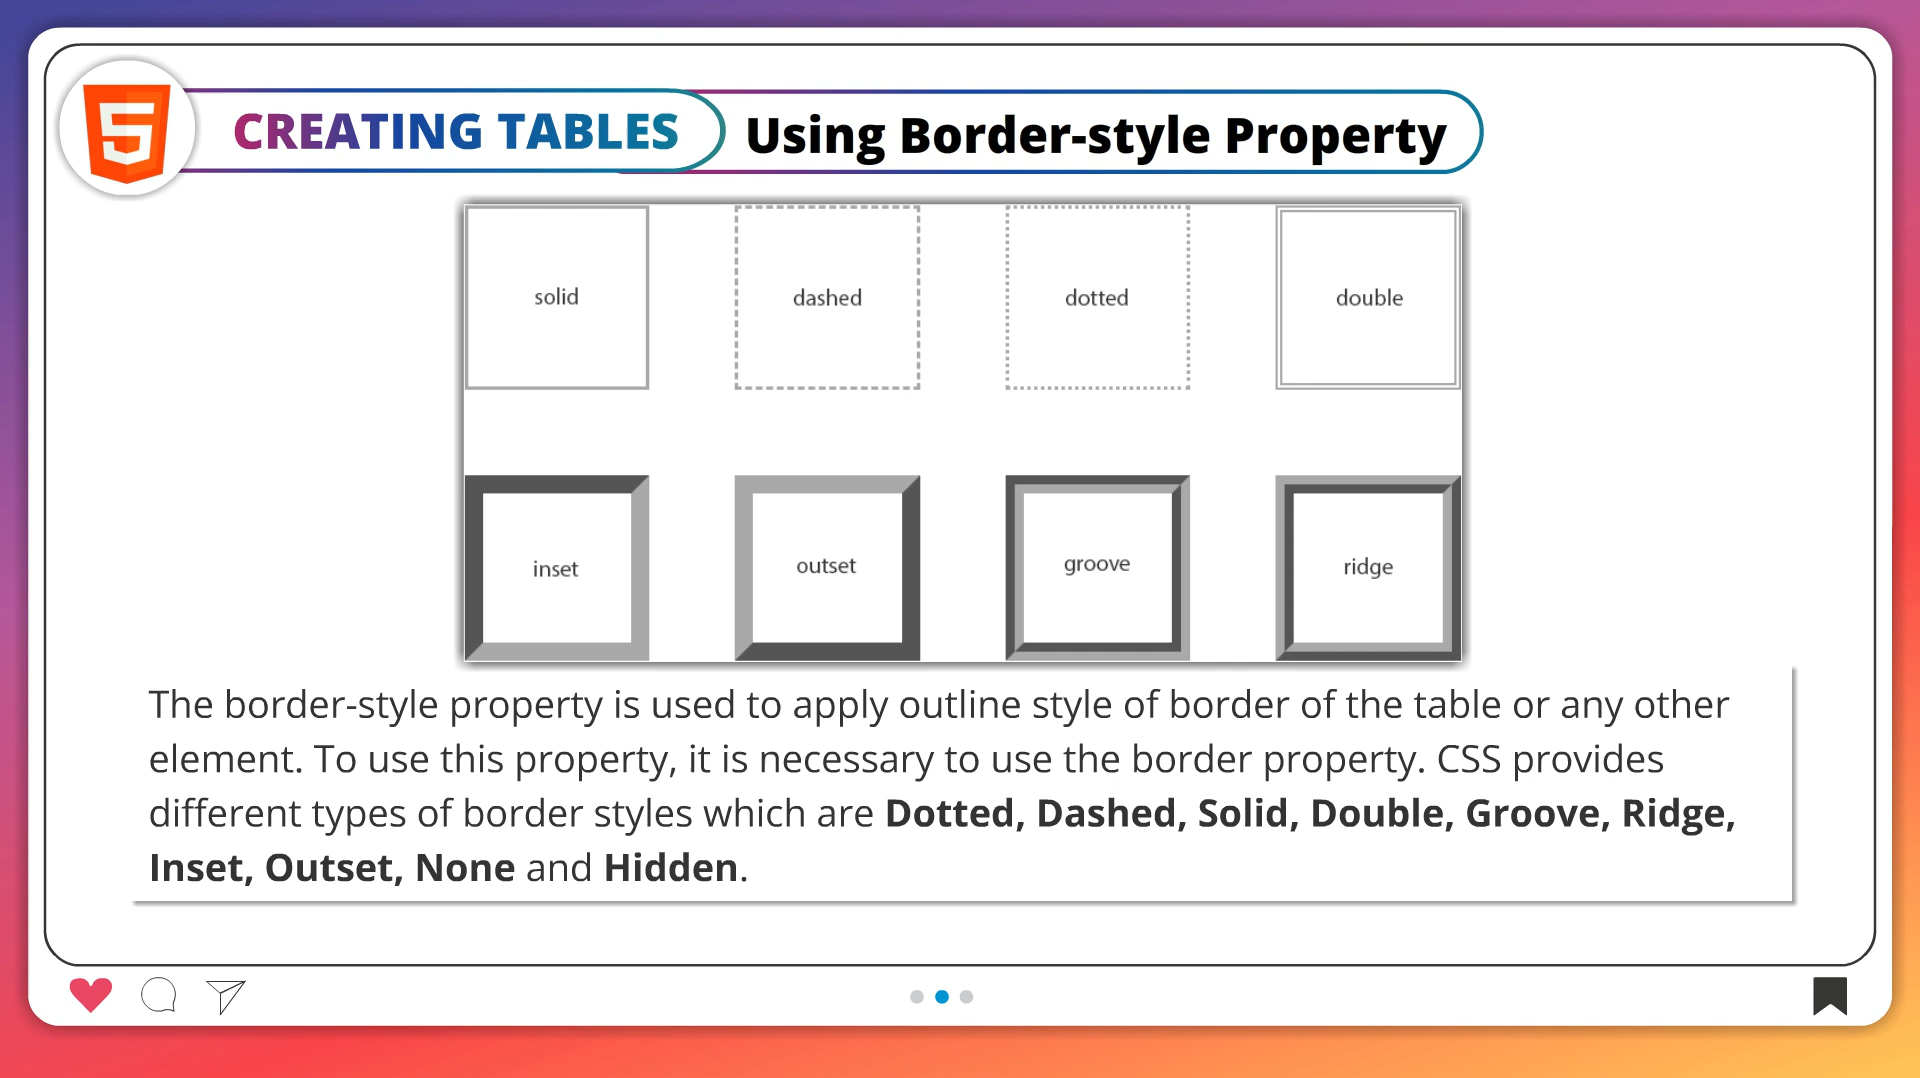 CREATING TABLES
Using Border-style Property
solid
dashed
dotted
double
inset
outset
groove
ridge
The border-style property is used to apply outline style of border of the table or any other
element. To use this property, it is necessary to use the border property. CSS provides
different types of border styles which are Dotted, Dashed, Solid, Double, Groove, Ridge,
Inset, Outset, None and Hidden.